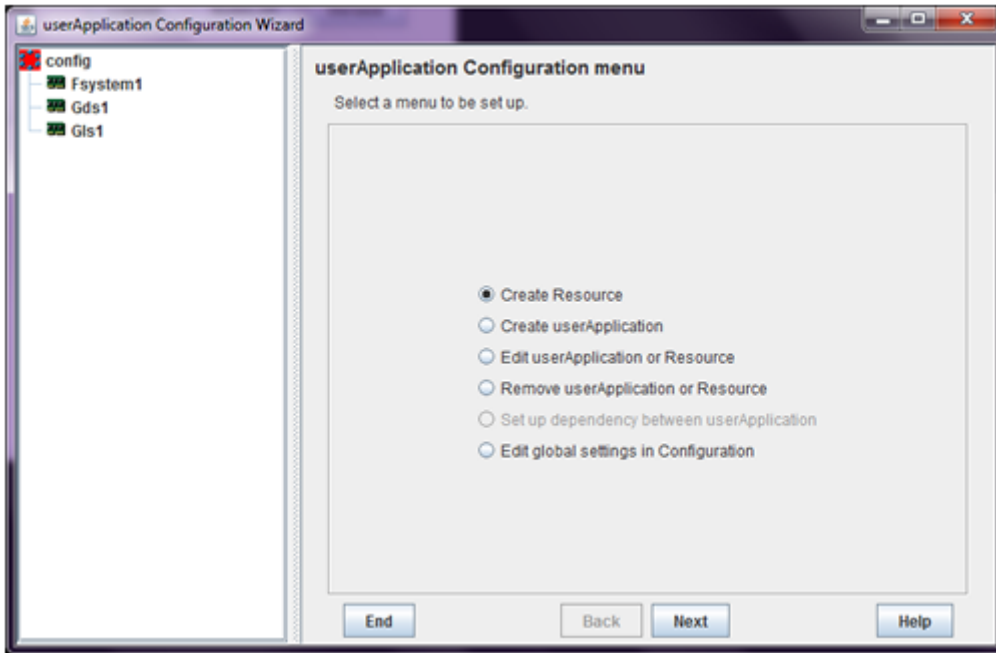 userApplication Configuration Wizard
config
Fsystem1
Gds1
Gls1
userApplication Configuration menu
Select a menu to be set up.
Create Resource
Create userApplication
Edit userApplication or Resource
Remove userApplication or Resource
Set up dependency between userApplication
Edit global settings in Configuration
End
Back
Next
Help